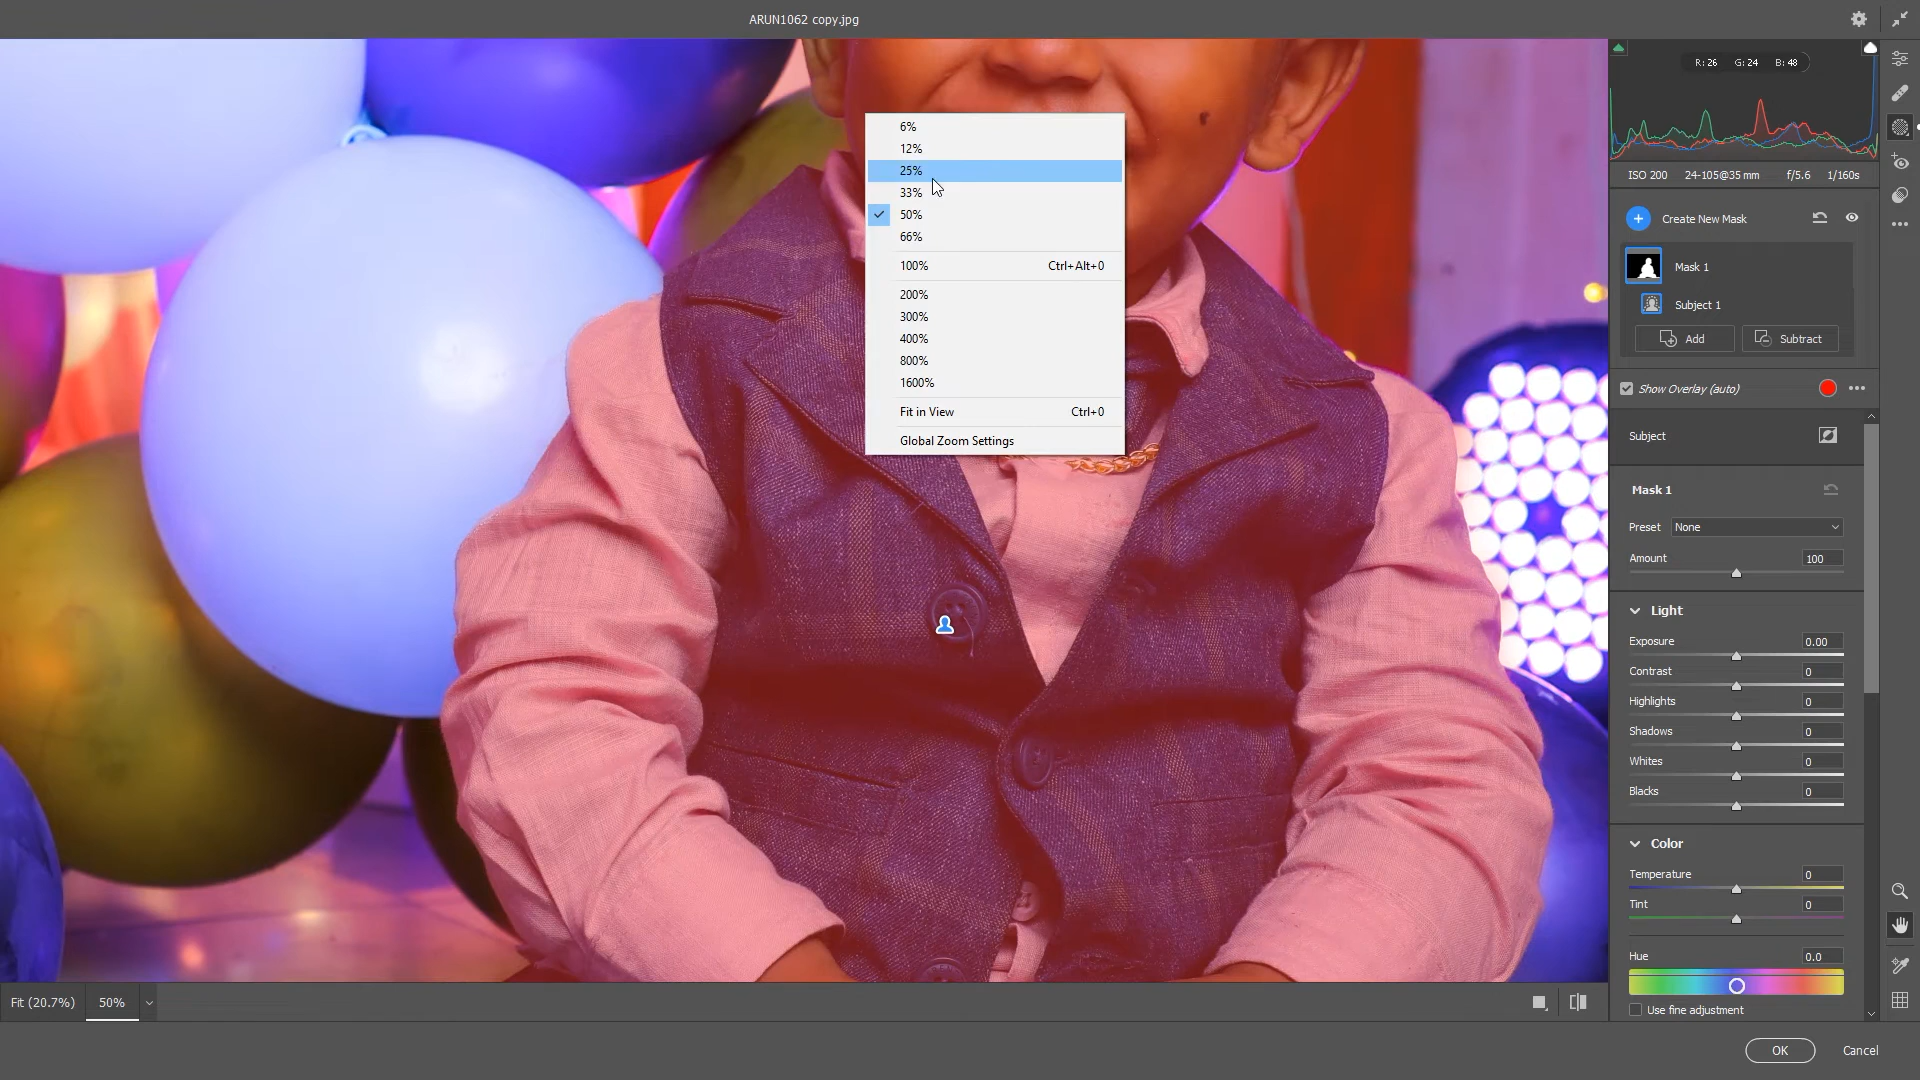 ARUN1062 copy.jpg
R: 26 G: 24 B: 48
ISO 200 24-105@35 mm f/5.6 1/160s
Create New Mask
Mask 1
Subject 1
Add Subtract
Show Overlay (auto)
Subject
Mask 1
Preset None
Amount 100
Light
Exposure 0.00
Contrast 0
Highlights 0
Shadows 0
Whites 0
Blacks 0
Color
Temperature 0
Tint 0
Hue 0.0
Use fine adjustment
6%
12%
25%
33%
50%
66%
100% Ctrl+Alt+0
200%
300%
400%
800%
1600%
Fit in View Ctrl+0
Global Zoom Settings
Fit (20.7%) 50%
OK Cancel